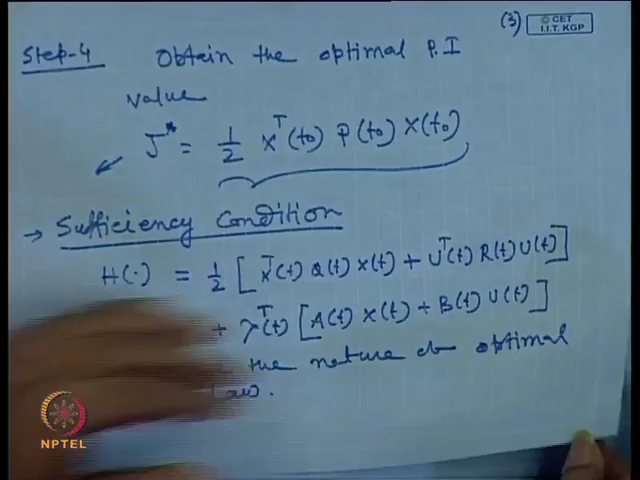 (3) © CET
I.I.T. KGP
Step-4 Obtain the optimal P.I
value
J* = 1/2 x^T(t₀) P(t₀) x(t₀)
→ Sufficiency Condition
H(·) = 1/2 [x^T(t) Q(t) x(t) + U^T(t) R(t) U(t)]
+ λ^T(t) [A(t) x(t) + B(t) U(t)]
the nature of optimal
Law.
NPTEL